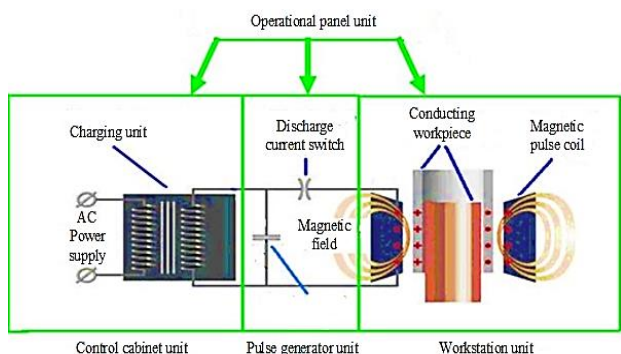 Operational panel unit
Charging unit
Discharge
current switch
Conducting
workpiece
Magnetic
pulse coil
AC
Power
supply
Magnetic
field
Control cabinet unit
Pulse generator unit
Workstation unit